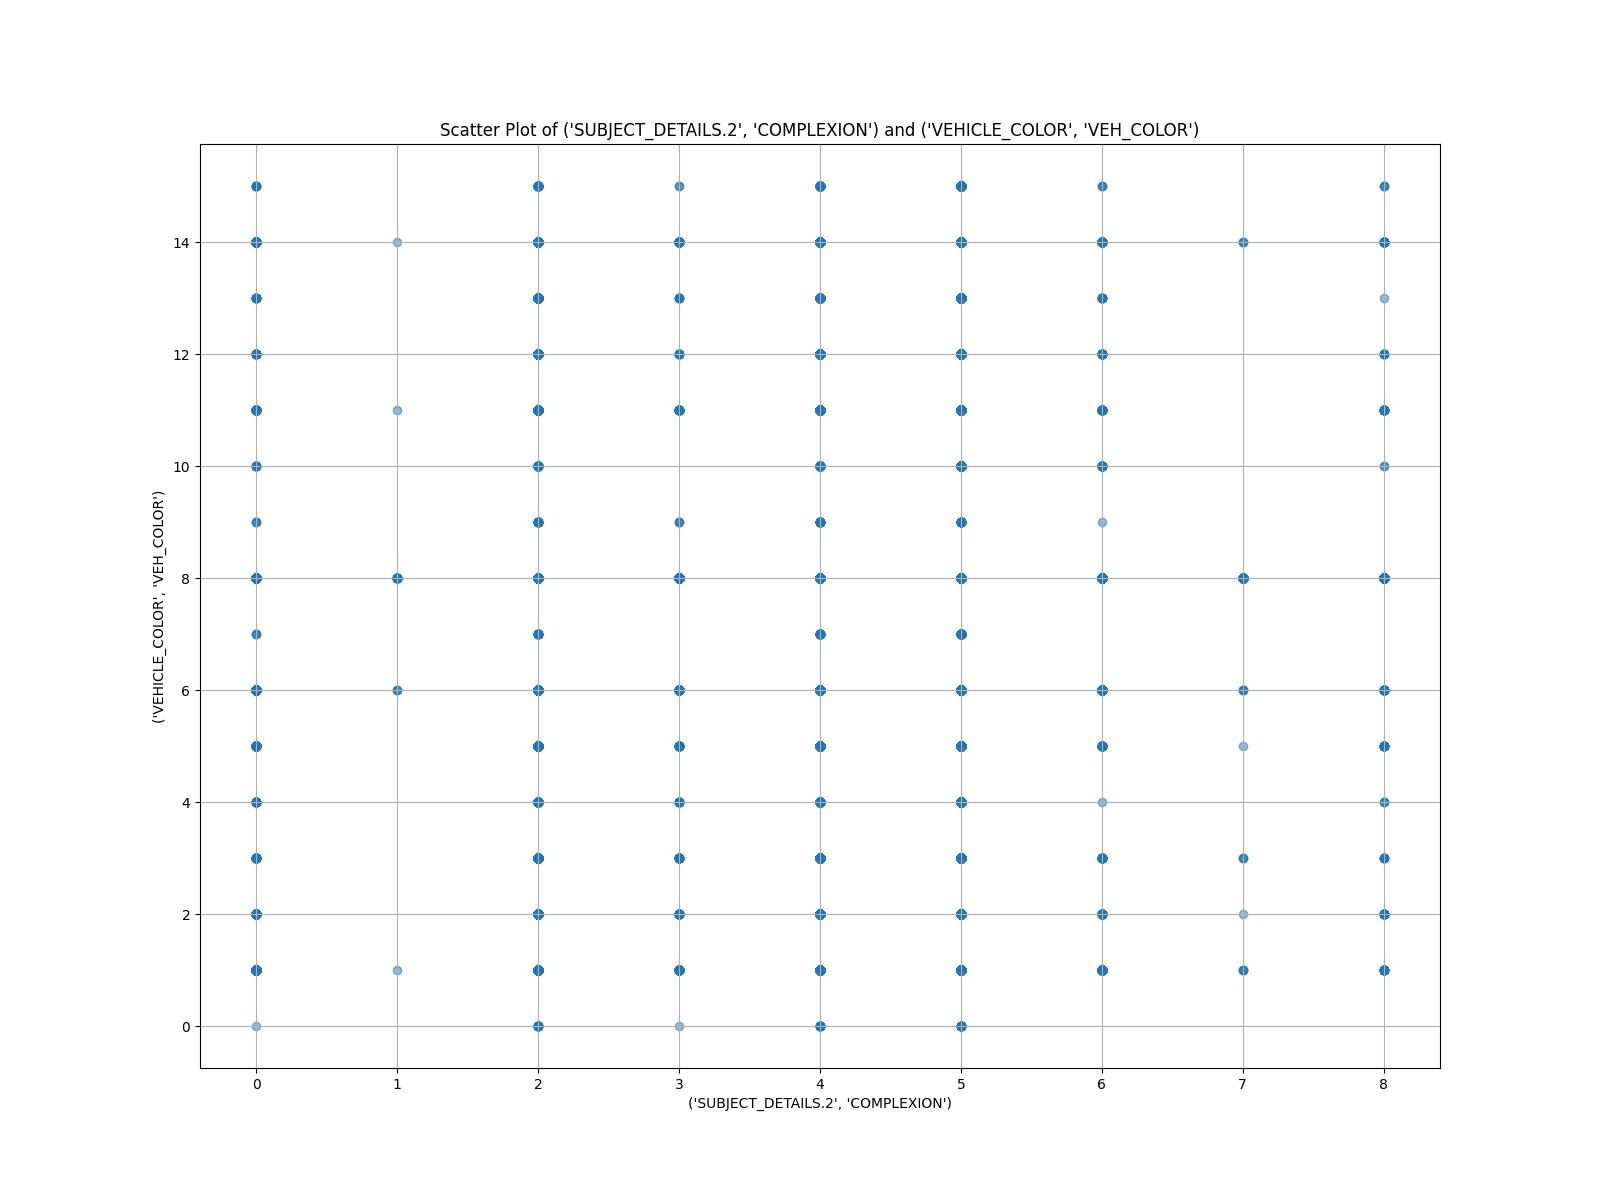 Scatter Plot of ('SUBJECT_DETAILS.2', 'COMPLEXION') and ('VEHICLE_COLOR', 'VEH_COLOR')
14
12
10
8
6
4
2
0
('VEHICLE_COLOR', 'VEH_COLOR')
0 1 2 3 4 5 6 7 8
('SUBJECT_DETAILS.2', 'COMPLEXION')